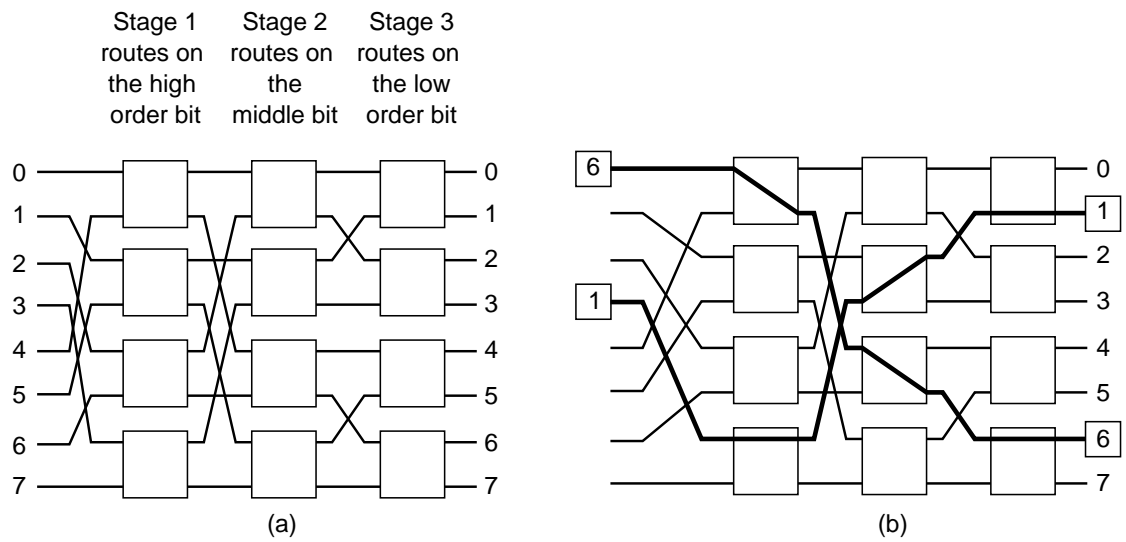 Stage 1
routes on
the high
order bit
Stage 2
routes on
the
middle bit
Stage 3
routes on
the low
order bit
0
1
2
3
4
5
6
7
0
1
2
3
4
5
6
7
(a)
6
1
0
1
2
3
4
5
6
7
(b)